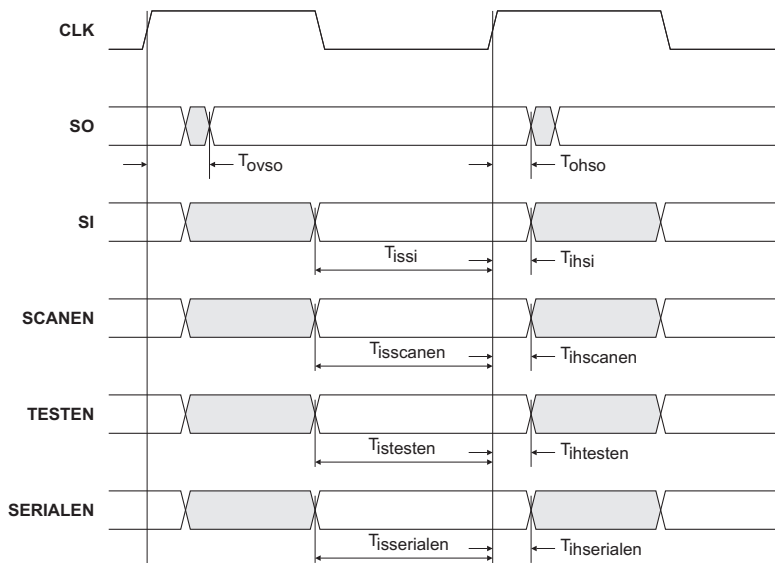 CLK
SO
Tovso
Tohso
SI
Tissi
Tihsi
SCANEN
Tisscanen
Tihscanen
TESTEN
Tistesten
Tihtesten
SERIALEN
Tisserialen
Tihserialen